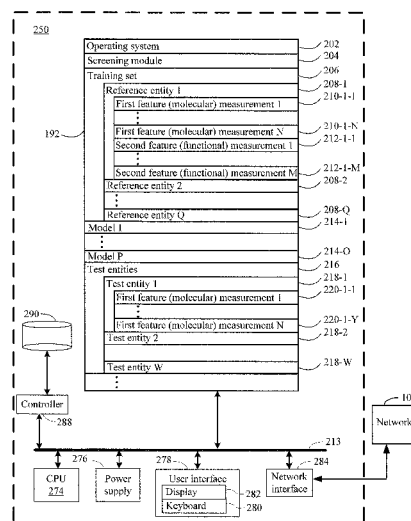 250
Operating system 202
Screening module 204
Training set 206
Reference entity 1 208-1
First feature (molecular) measurement 1 210-1-1
First feature (molecular) measurement N 210-1-N
Second feature (functional) measurement 1 212-1-1
Second feature (functional) measurement M 212-1-M
Reference entity 2 208-2
Reference entity Q 208-Q
192
Model 1 214-1
Model P 214-O
Test entities 216
Test entity 1 218-1
First feature (molecular) measurement 1 220-1-1
First feature (molecular) measurement N 220-1-Y
Test entity 2 218-2
Test entity W 218-W
290
Controller
288
213
10
Network
CPU
274
276
Power
supply
278
User interface
Display 282
Keyboard 280
284
Network
interface